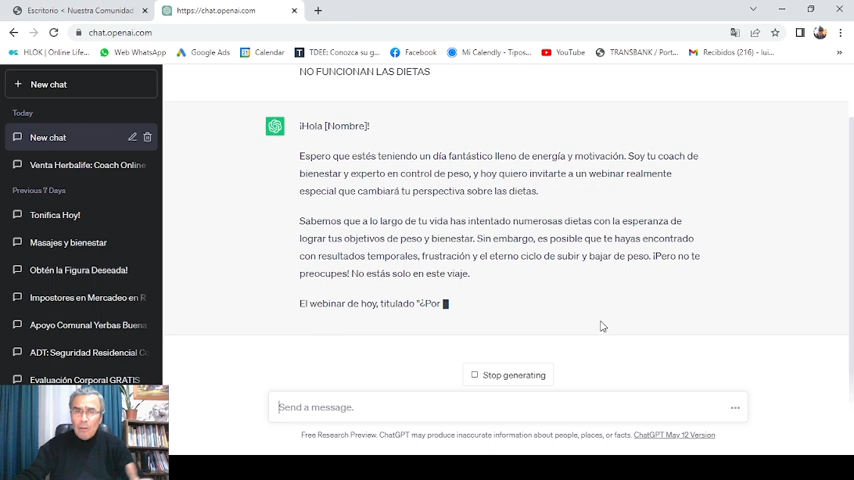 Escritorio < Nuestra Comunidad
https://chat.openai.com
chat.openai.com
HLOK | Online Life...
Web WhatsApp
Google Ads
Calendar
TDEE: Conozca su g...
Facebook
Mi Calendly - Tipos...
YouTube
TRANSBANK / Port...
Recibidos (216) - lui...
New chat
Today
New chat
Venta Herbalife: Coach Online
Previous 7 Days
Tonifica Hoy!
Masajes y bienestar
Obtén la Figura Deseada!
Impostores en Mercadeo en R
Apoyo Comunal Yerbas Buena
ADT: Seguridad Residencial Co
Evaluación Corporal GRATIS
NO FUNCIONAN LAS DIETAS
¡Hola [Nombre]!
Espero que estés teniendo un día fantástico lleno de energía y motivación. Soy tu coach de
bienestar y experto en control de peso, y hoy quiero invitarte a un webinar realmente
especial que cambiará tu perspectiva sobre las dietas.
Sabemos que a lo largo de tu vida has intentado numerosas dietas con la esperanza de
lograr tus objetivos de peso y bienestar. Sin embargo, es posible que te hayas encontrado
con resultados temporales, frustración y el eterno ciclo de subir y bajar de peso. ¡Pero no te
preocupes! No estás solo en este viaje.
El webinar de hoy, titulado "¿Por
Stop generating
Send a message.
Free Research Preview. ChatGPT may produce inaccurate information about people, places, or facts. ChatGPT May 12 Version